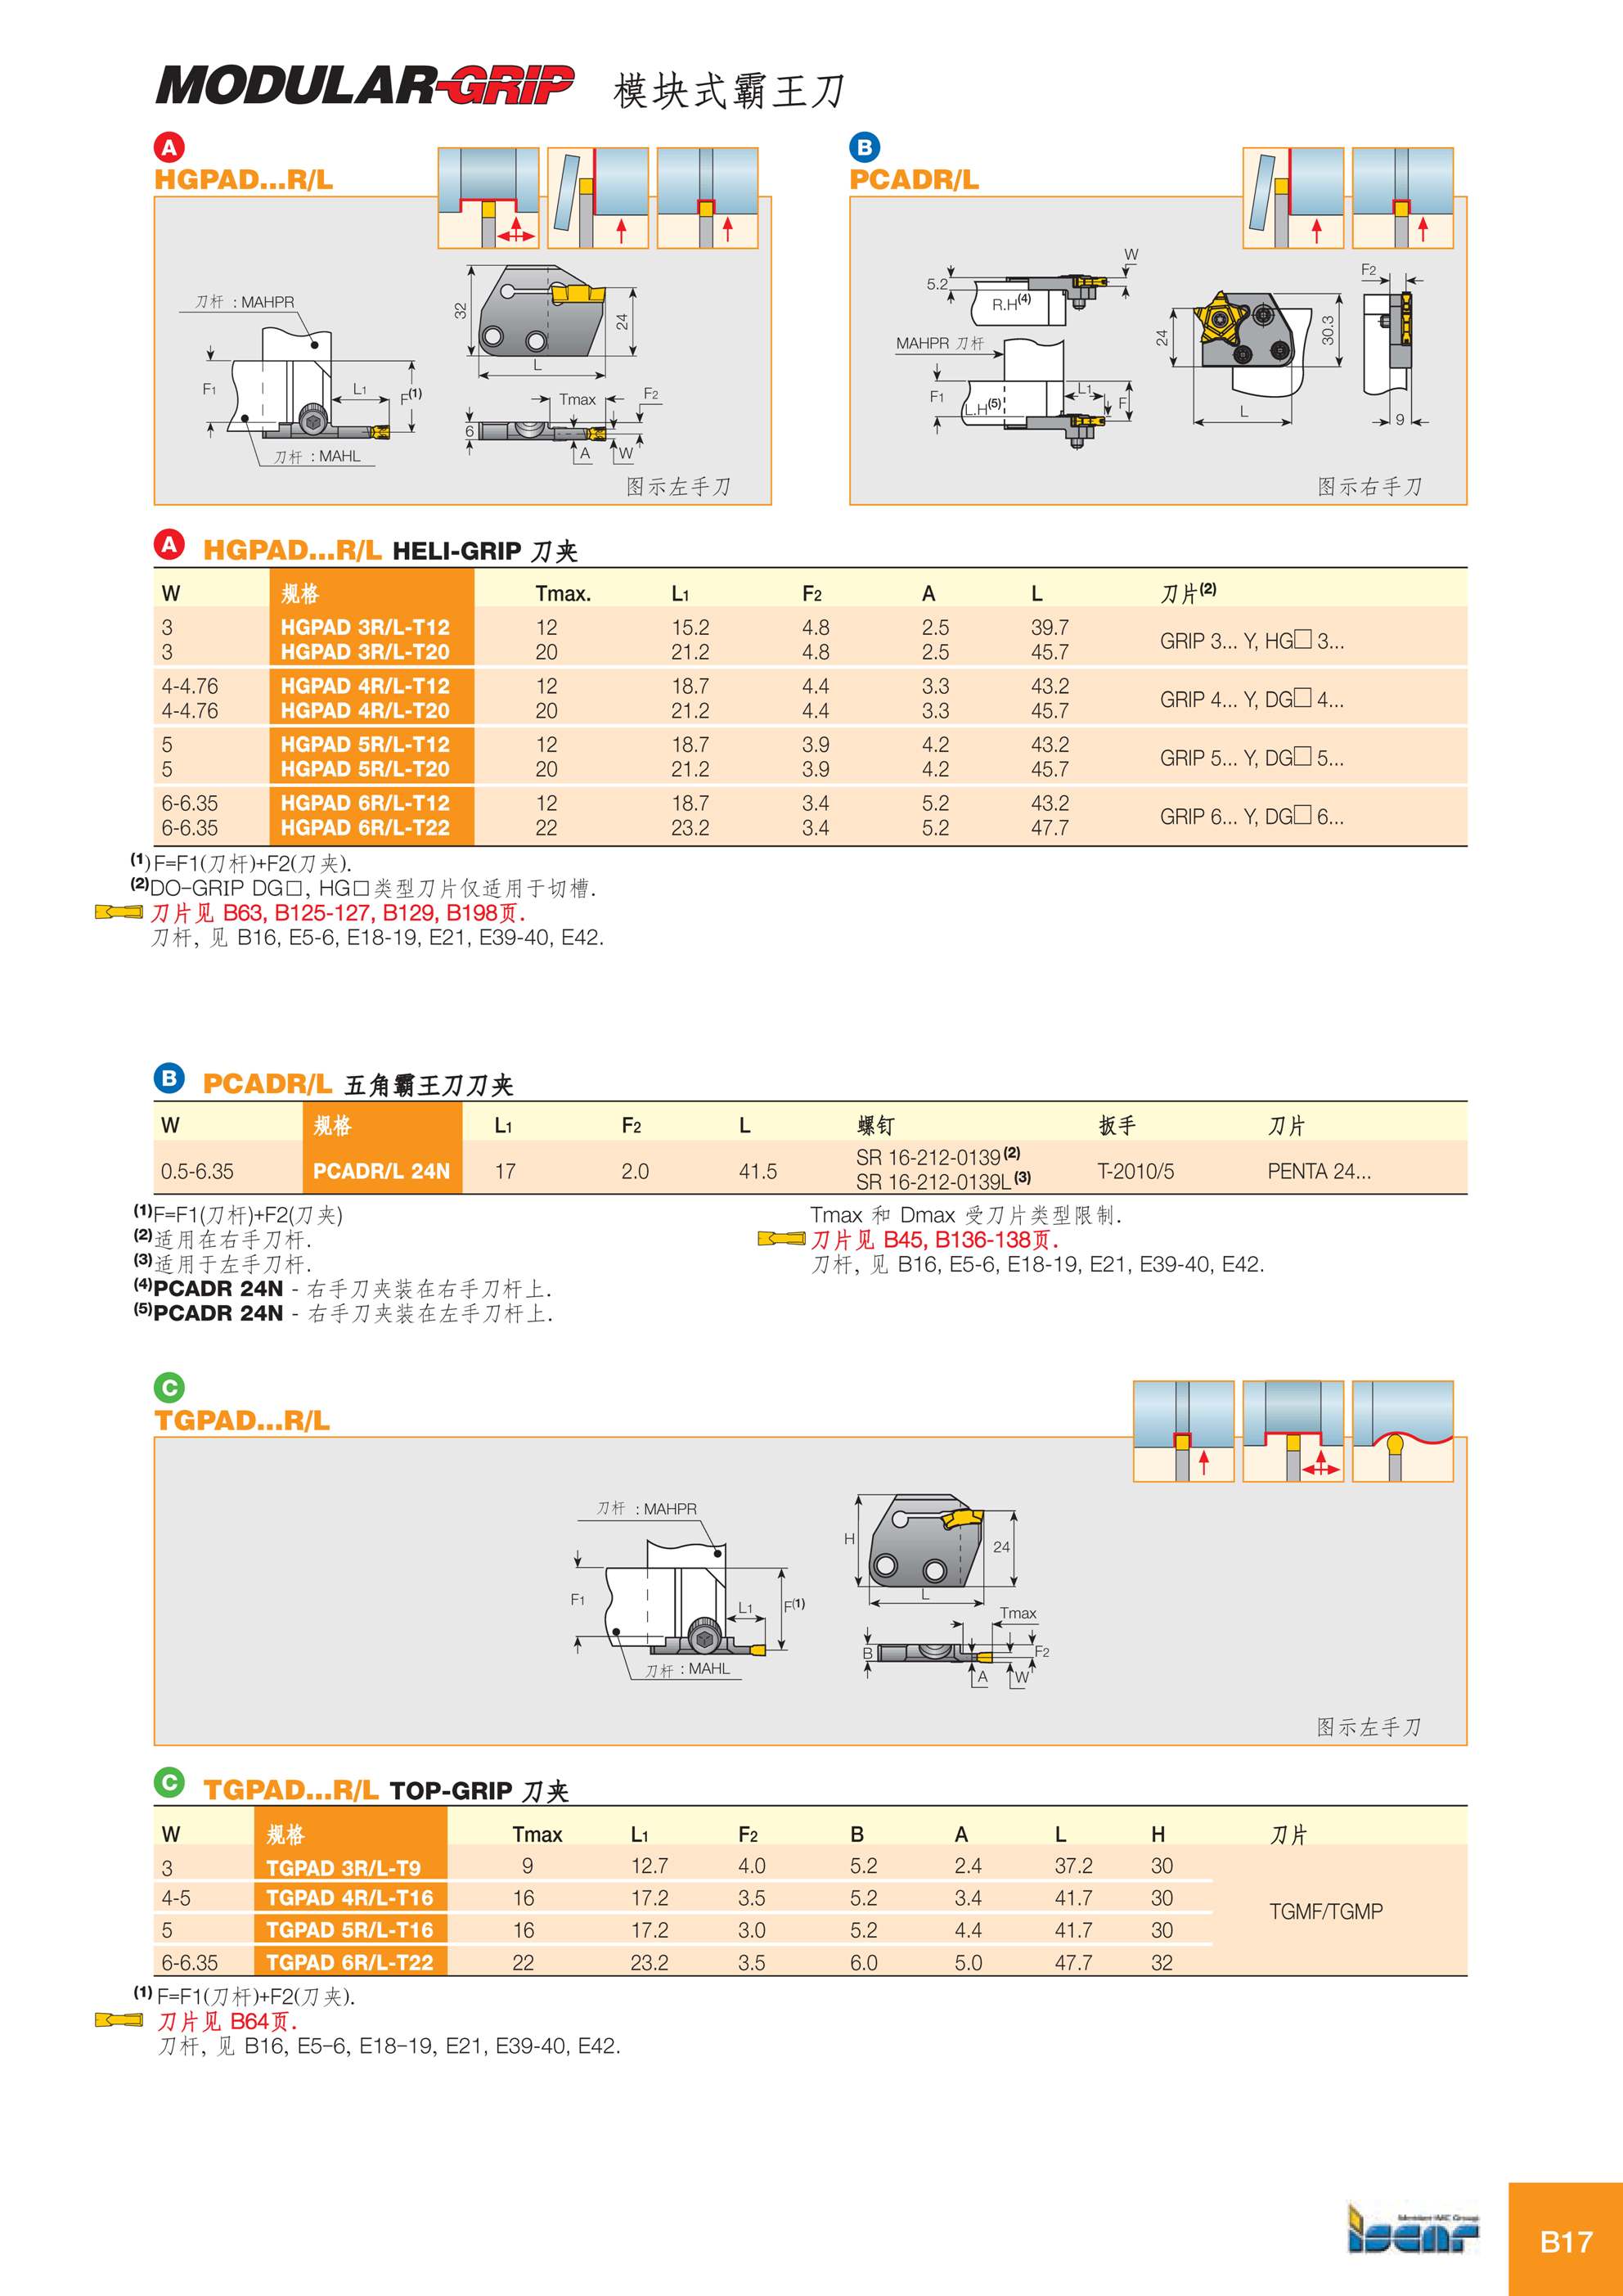 MODULAR-GRIP 模块式霸王刀
A
HGPAD...R/L
刀杆 : MAHPR
F1
L1
F(1)
刀杆 : MAHL
32
24
L
Tmax
F2
6
A
W
图示左手刀
B
PCADR/L
W
5.2
R.H(4)
MAHPR 刀杆
F1
L.H(5)
L1
F
24
30.3
L
F2
9
图示右手刀
A HGPAD...R/L HELI-GRIP 刀夹
W 规格 Tmax. L1 F2 A L 刀片(2)
3 HGPAD 3R/L-T12 12 15.2 4.8 2.5 39.7
3 HGPAD 3R/L-T20 20 21.2 4.8 2.5 45.7
GRIP 3... Y, HG□ 3...
4-4.76 HGPAD 4R/L-T12 12 18.7 4.4 3.3 43.2
4-4.76 HGPAD 4R/L-T20 20 21.2 4.4 3.3 45.7
GRIP 4... Y, DG□ 4...
5 HGPAD 5R/L-T12 12 18.7 3.9 4.2 43.2
5 HGPAD 5R/L-T20 20 21.2 3.9 4.2 45.7
GRIP 5... Y, DG□ 5...
6-6.35 HGPAD 6R/L-T12 12 18.7 3.4 5.2 43.2
6-6.35 HGPAD 6R/L-T22 22 23.2 3.4 5.2 47.7
GRIP 6... Y, DG□ 6...
(1) F=F1(刀杆)+F2(刀夹).
(2)DO-GRIP DG□, HG□类型刀片仅适用于切槽.
刀片见 B63, B125-127, B129, B198页.
刀杆, 见 B16, E5-6, E18-19, E21, E39-40, E42.
B PCADR/L 五角霸王刀刀夹
W 规格 L1 F2 L 螺钉 扳手 刀片
0.5-6.35 PCADR/L 24N 17 2.0 41.5 SR 16-212-0139(2) T-2010/5 PENTA 24...
SR 16-212-0139L(3)
(1)F=F1(刀杆)+F2(刀夹)
(2)适用在右手刀杆.
(3)适用于左手刀杆.
(4)PCADR 24N - 右手刀夹装在右手刀杆上.
(5)PCADR 24N - 右手刀夹装在左手刀杆上.
Tmax 和 Dmax 受刀片类型限制.
刀片见 B45, B136-138页.
刀杆, 见 B16, E5-6, E18-19, E21, E39-40, E42.
C
TGPAD...R/L
刀杆 : MAHPR
F1
L1
F(1)
刀杆 : MAHL
H
24
L
Tmax
B
F2
A
W
图示左手刀
C TGPAD...R/L TOP-GRIP 刀夹
W 规格 Tmax L1 F2 B A L H 刀片
3 TGPAD 3R/L-T9 9 12.7 4.0 5.2 2.4 37.2 30
4-5 TGPAD 4R/L-T16 16 17.2 3.5 5.2 3.4 41.7 30
TGMF/TGMP
5 TGPAD 5R/L-T16 16 17.2 3.0 5.2 4.4 41.7 30
6-6.35 TGPAD 6R/L-T22 22 23.2 3.5 6.0 5.0 47.7 32
(1) F=F1(刀杆)+F2(刀夹).
刀片见 B64页.
刀杆, 见 B16, E5-6, E18-19, E21, E39-40, E42.
Member IMC Group
iscar
B17